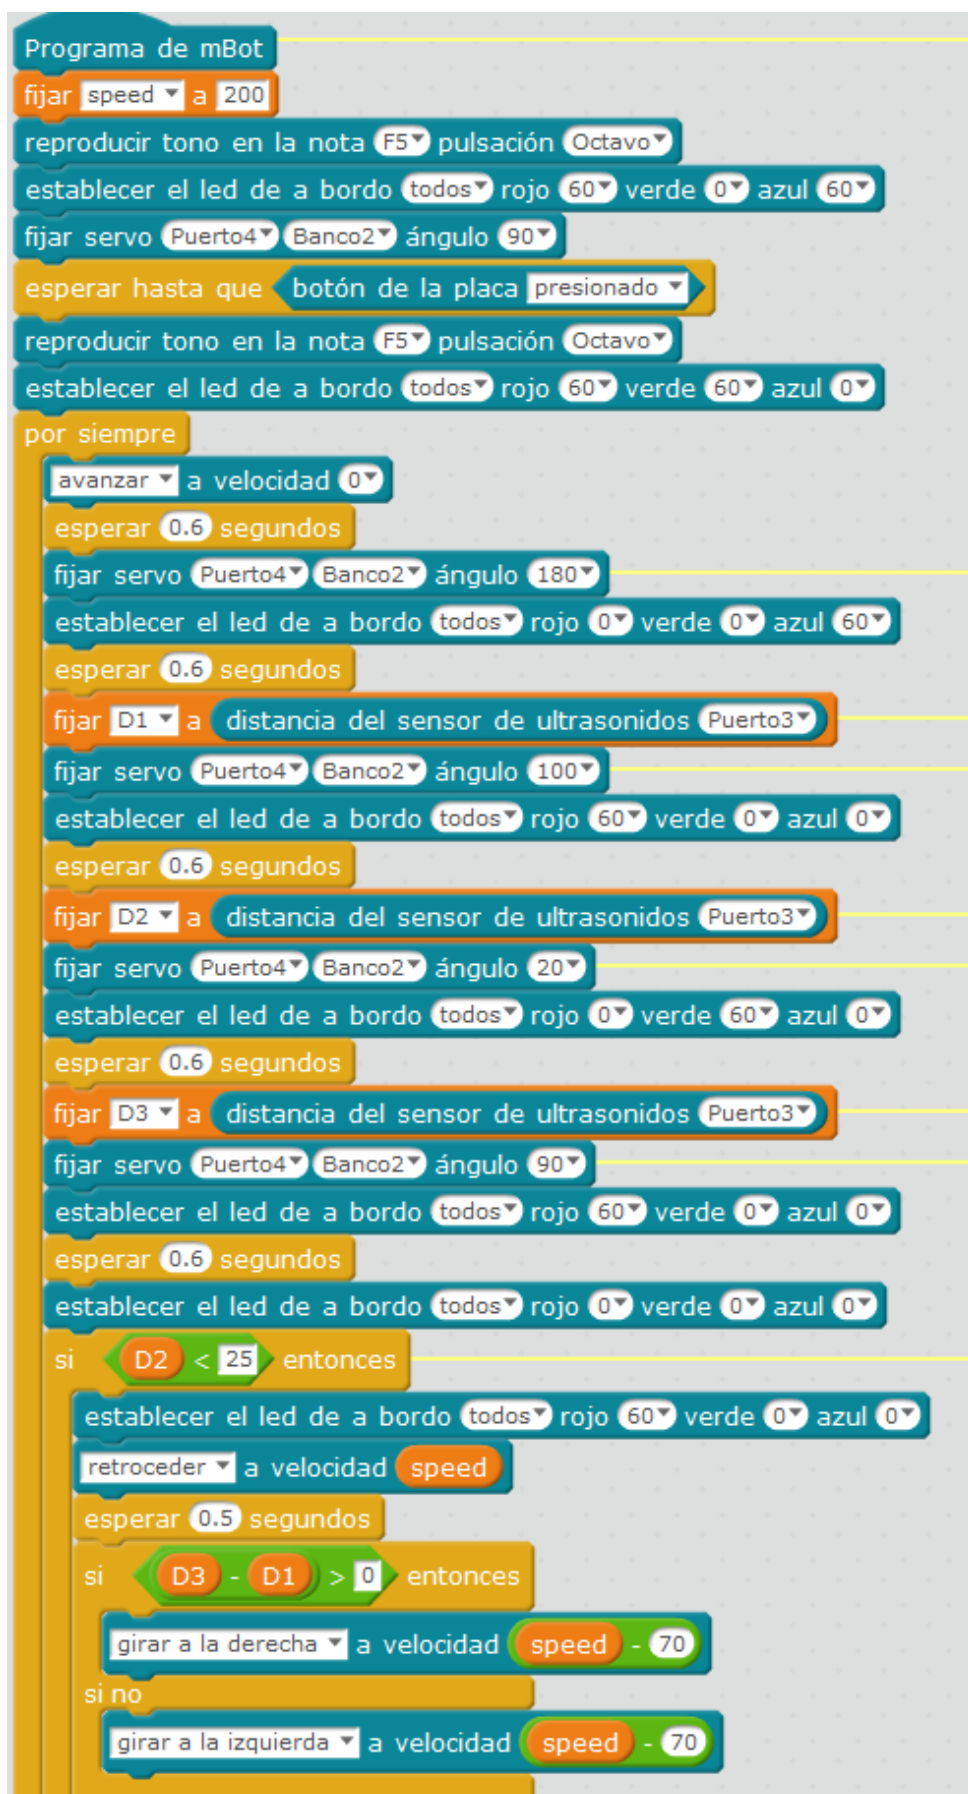 Programa de mBot
fijar speed a 200
reproducir tono en la nota F5 pulsación Octavo
establecer el led de a bordo todos rojo 60 verde 0 azul 60
fijar servo Puerto4 Banco2 ángulo 90
esperar hasta que botón de la placa presionado
reproducir tono en la nota F5 pulsación Octavo
establecer el led de a bordo todos rojo 60 verde 60 azul 0
por siempre
avanzar a velocidad 0
esperar 0.6 segundos
fijar servo Puerto4 Banco2 ángulo 180
establecer el led de a bordo todos rojo 0 verde 0 azul 60
esperar 0.6 segundos
fijar D1 a distancia del sensor de ultrasonidos Puerto3
fijar servo Puerto4 Banco2 ángulo 100
establecer el led de a bordo todos rojo 60 verde 0 azul 0
esperar 0.6 segundos
fijar D2 a distancia del sensor de ultrasonidos Puerto3
fijar servo Puerto4 Banco2 ángulo 20
establecer el led de a bordo todos rojo 0 verde 60 azul 0
esperar 0.6 segundos
fijar D3 a distancia del sensor de ultrasonidos Puerto3
fijar servo Puerto4 Banco2 ángulo 90
establecer el led de a bordo todos rojo 60 verde 0 azul 0
esperar 0.6 segundos
establecer el led de a bordo todos rojo 0 verde 0 azul 0
si D2 < 25 entonces
establecer el led de a bordo todos rojo 60 verde 0 azul 0
retroceder a velocidad speed
esperar 0.5 segundos
si D3 - D1 > 0 entonces
girar a la derecha a velocidad speed - 70
si no
girar a la izquierda a velocidad speed - 70